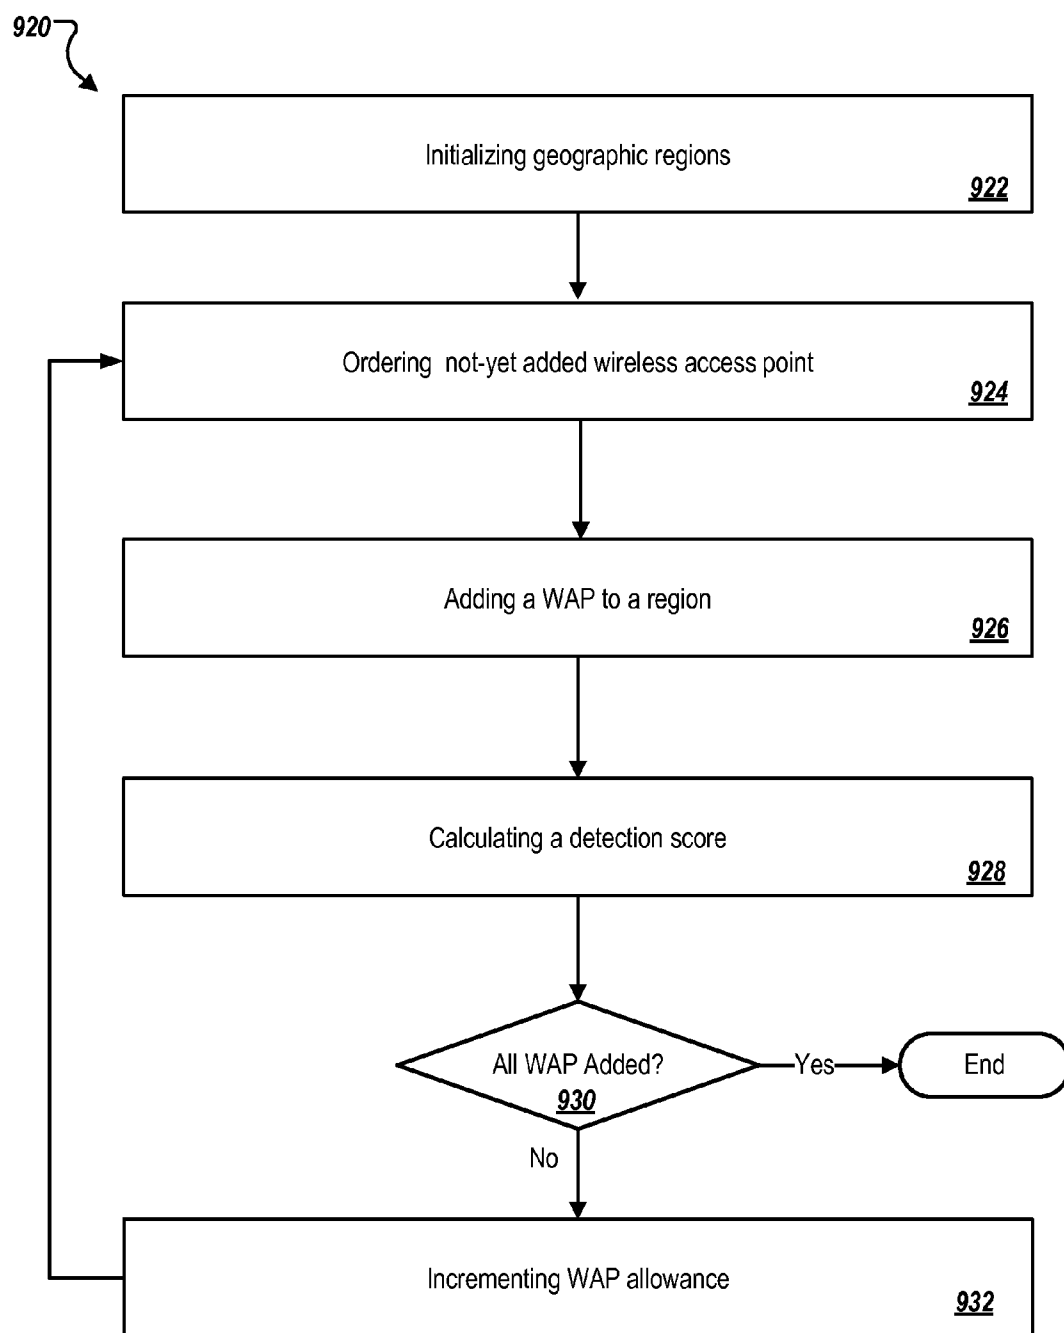 920
Initializing geographic regions
922
Ordering not-yet added wireless access point
924
Adding a WAP to a region
926
Calculating a detection score
928
All WAP Added?
930
Yes
End
No
Incrementing WAP allowance
932